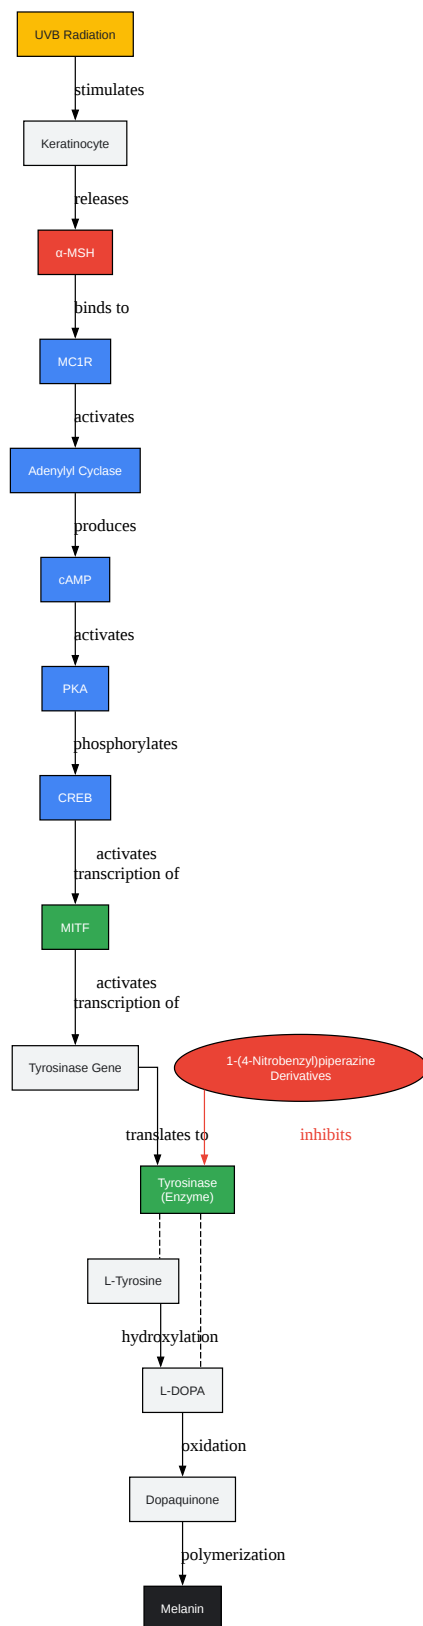 UVB Radiation
stimulates
Keratinocyte
releases
α-MSH
binds to
MC1R
activates
Adenylyl Cyclase
produces
cAMP
activates
PKA
phosphorylates
CREB
activates
transcription of
MITF
activates
transcription of
Tyrosinase Gene
1-(4-Nitrobenzyl)piperazine
Derivatives
translates to
inhibits
Tyrosinase
(Enzyme)
L-Tyrosine
hydroxylation
L-DOPA
oxidation
Dopaquinone
polymerization
Melanin